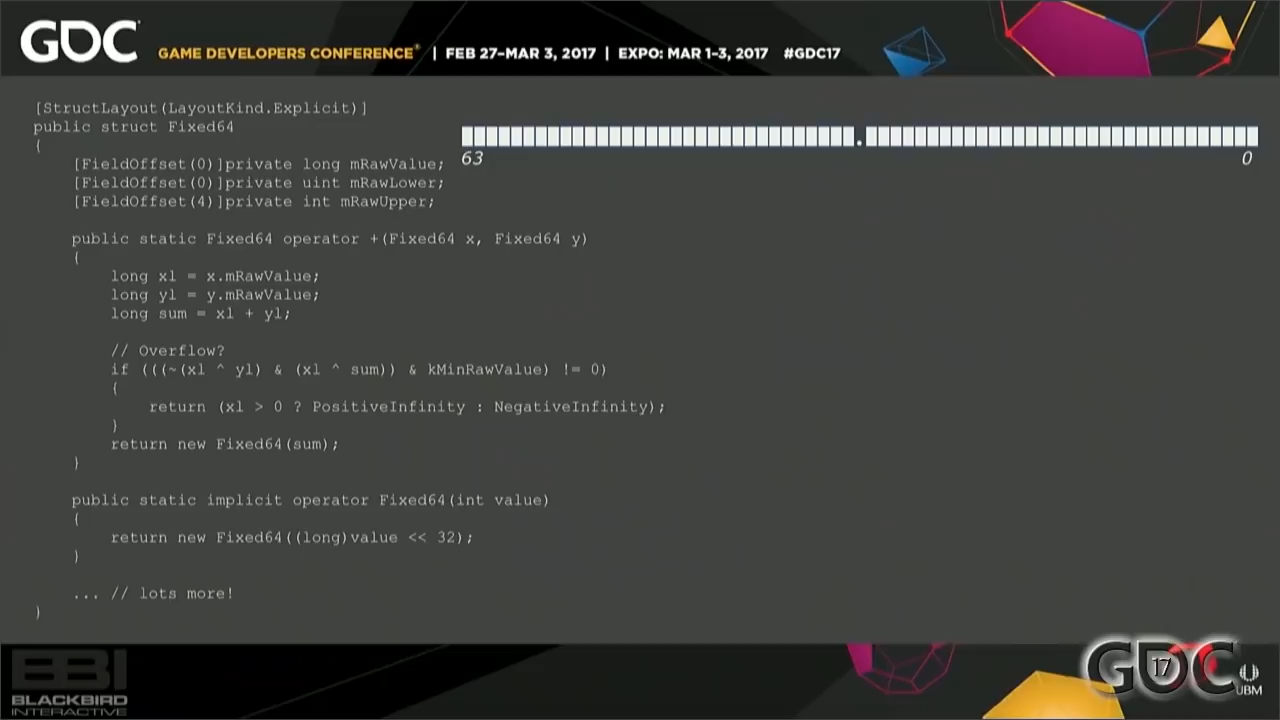 GDC GAME DEVELOPERS CONFERENCE® | FEB 27–MAR 3, 2017 | EXPO: MAR 1–3, 2017 #GDC17
[StructLayout(LayoutKind.Explicit)]
public struct Fixed64
{
[FieldOffset(0)]private long mRawValue;
[FieldOffset(0)]private uint mRawLower;
[FieldOffset(4)]private int mRawUpper;
.
63 0
public static Fixed64 operator +(Fixed64 x, Fixed64 y)
{
long xl = x.mRawValue;
long yl = y.mRawValue;
long sum = xl + yl;
// Overflow?
if (((~(xl ^ yl) & (xl ^ sum)) & kMinRawValue) != 0)
{
return (xl > 0 ? PositiveInfinity : NegativeInfinity);
}
return new Fixed64(sum);
}
public static implicit operator Fixed64(int value)
{
return new Fixed64((long)value << 32);
}
... // lots more!
}
BBI
BLACKBIRD
INTERACTIVE
GDC 17
UBM